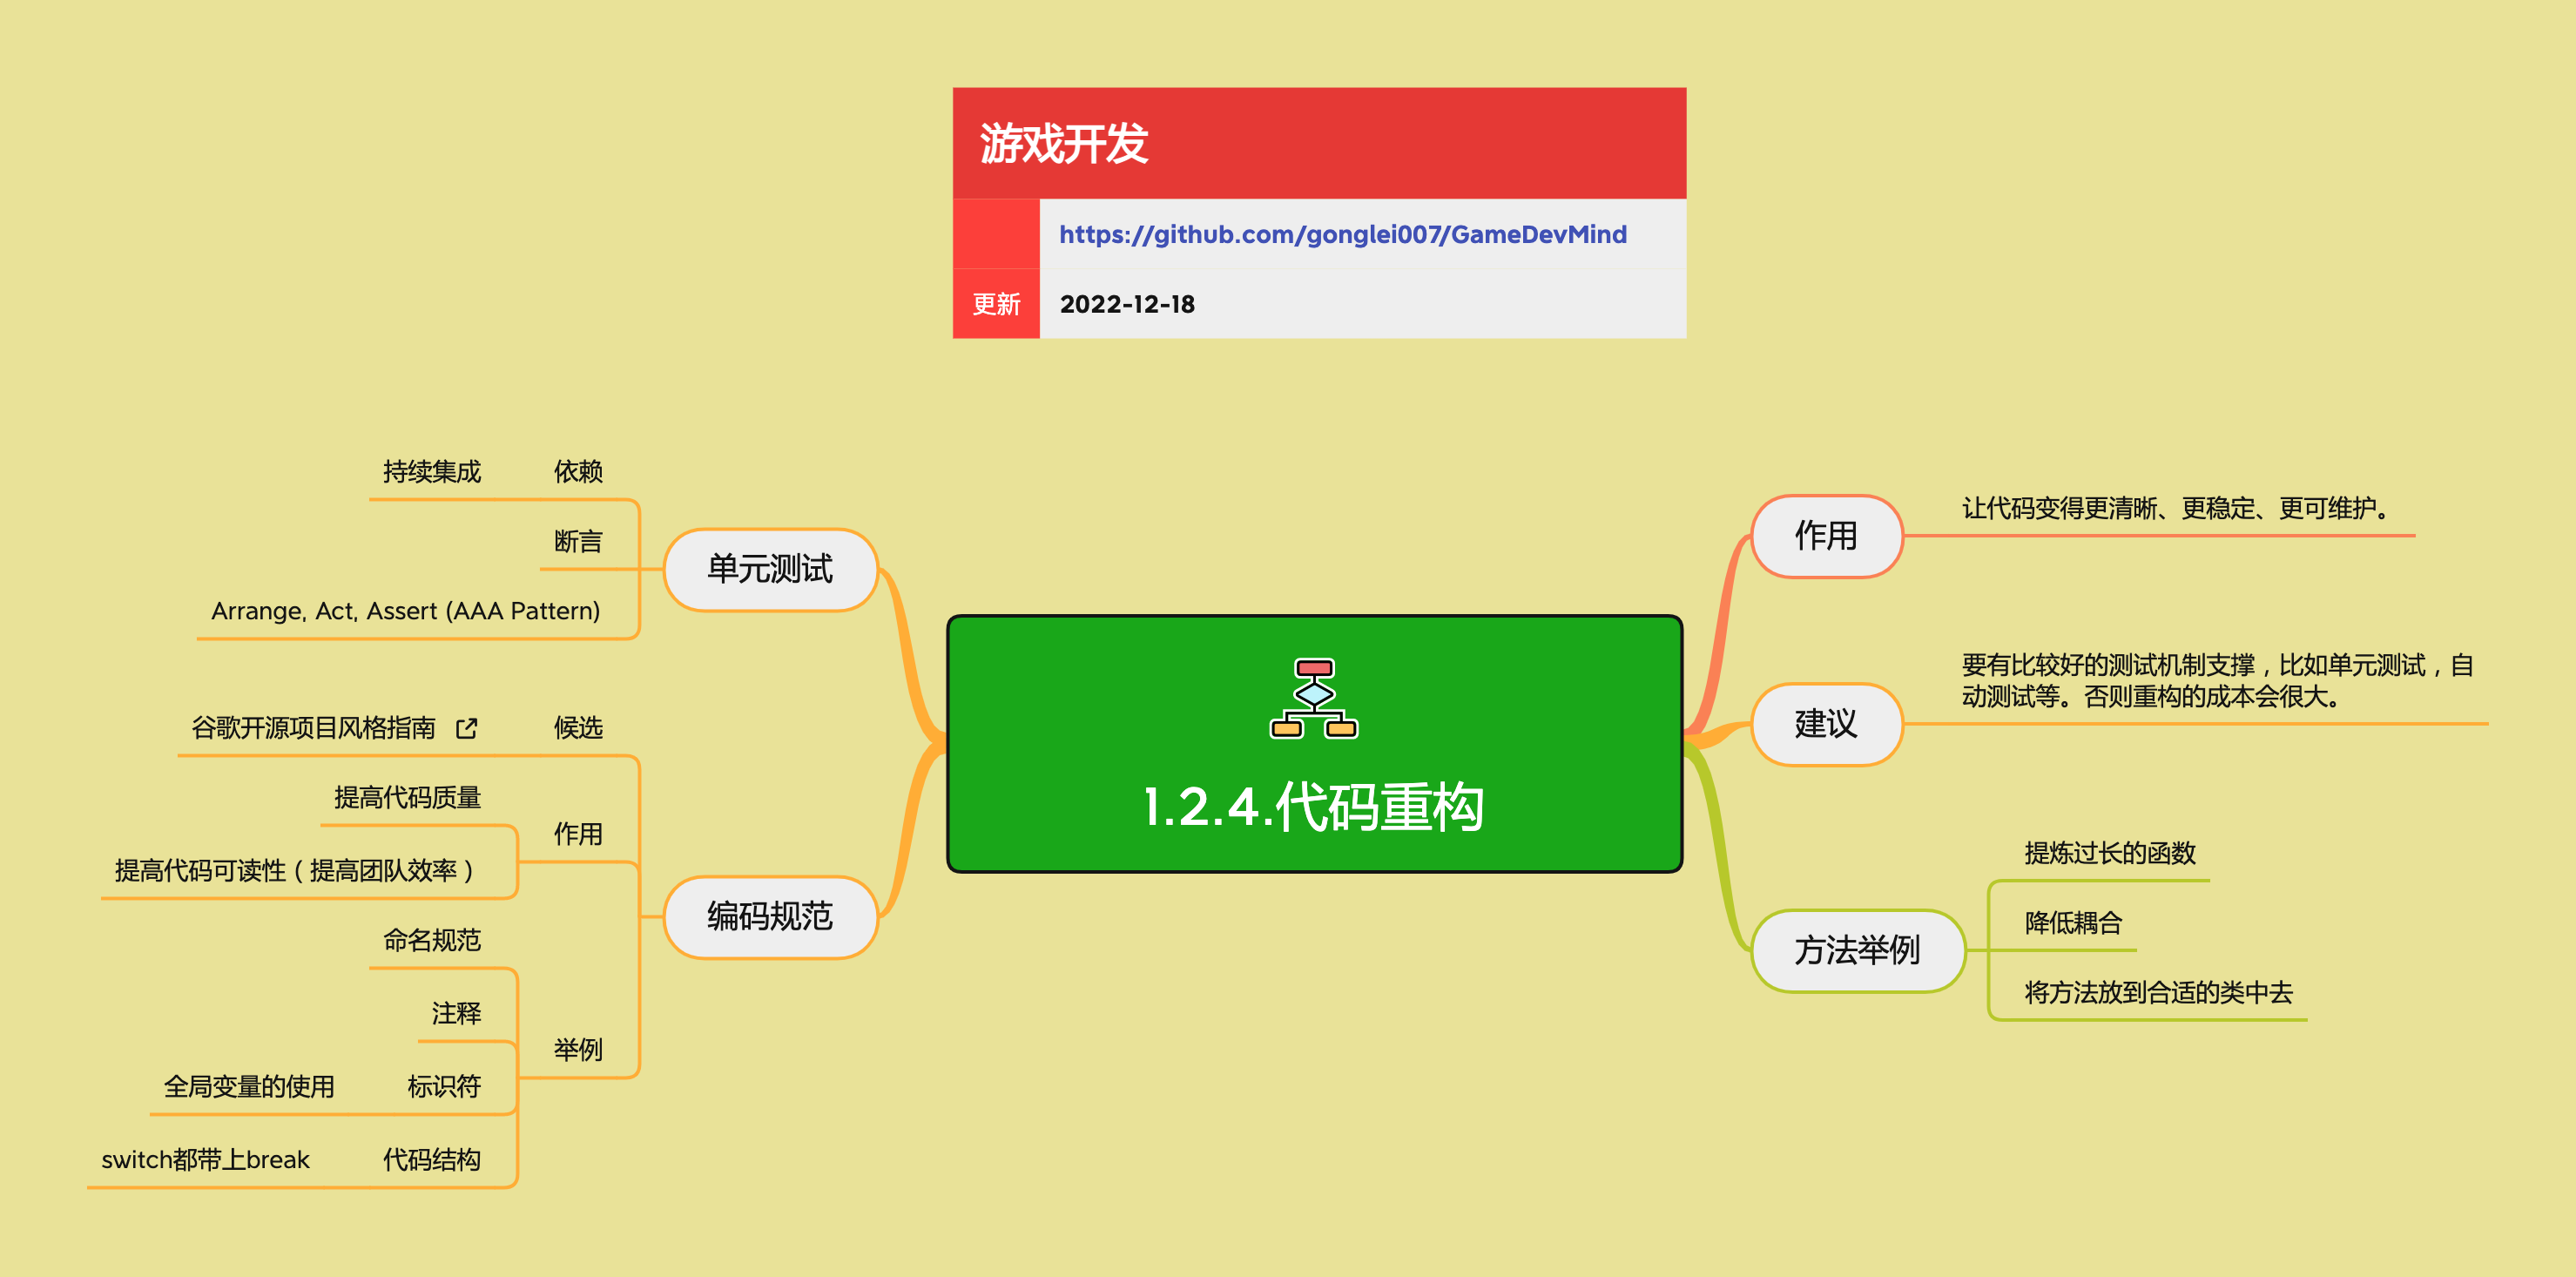 游戏开发
https://github.com/gonglei007/GameDevMind
更新
2022-12-18
1.2.4.代码重构
作用
让代码变得更清晰、更稳定、更可维护。
建议
要有比较好的测试机制支撑，比如单元测试，自
动测试等。否则重构的成本会很大。
方法举例
提炼过长的函数
降低耦合
将方法放到合适的类中去
单元测试
依赖
持续集成
断言
Arrange, Act, Assert (AAA Pattern)
编码规范
候选
谷歌开源项目风格指南
作用
提高代码质量
提高代码可读性（提高团队效率）
举例
命名规范
注释
标识符
全局变量的使用
代码结构
switch都带上break